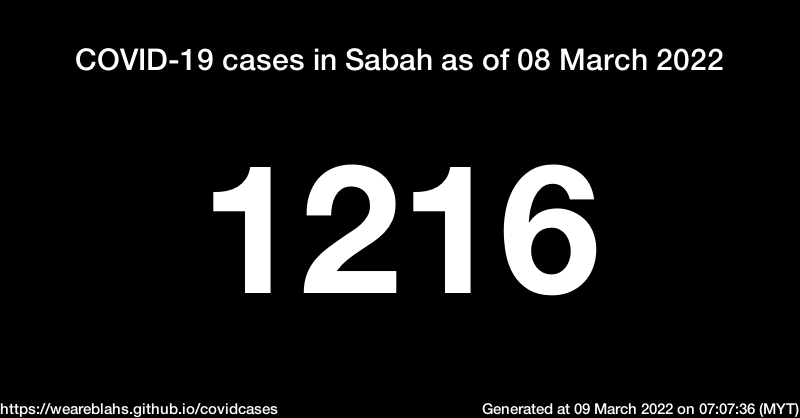 COVID-19 cases in Sabah as of 08 March 2022
1216
https://weareblahs.github.io/covidcases
Generated at 09 March 2022 on 07:07:36 (MYT)